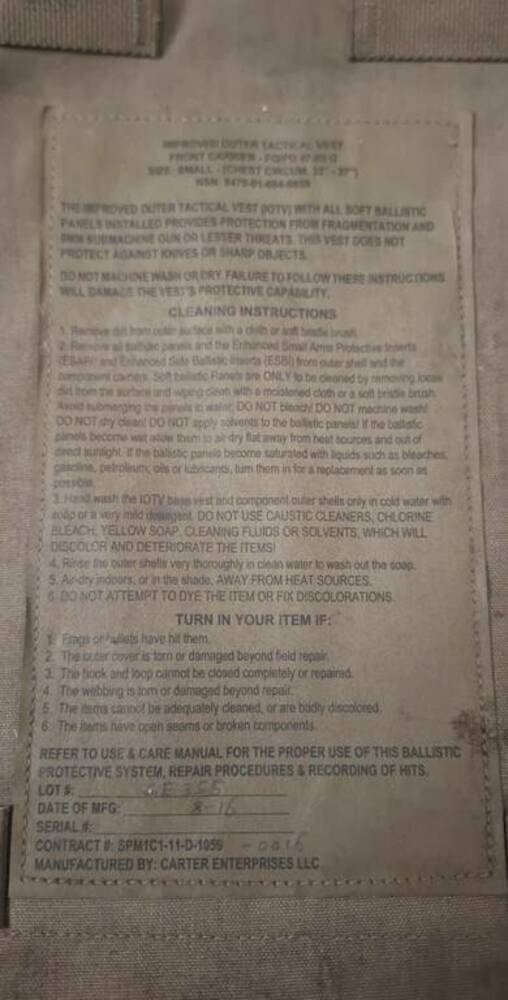 IMPROVED OUTER TACTICAL VEST
FRONT CARRIER -
SIZE: SMALL - (CHEST CIRCUM.
NSN:
THE IMPROVED OUTER TACTICAL VEST (IOTV) WITH ALL SOFT BALLISTIC
PANELS INSTALLED PROVIDES PROTECTION FROM FRAGMENTATION AND
9MM SUBMACHINE GUN OR LESSER THREATS. THIS VEST DOES NOT
PROTECT AGAINST KNIVES OR SHARP OBJECTS.
DO NOT MACHINE WASH OR DRY. FAILURE TO FOLLOW THESE INSTRUCTIONS
WILL DAMAGE THE VEST'S PROTECTIVE CAPABILITY.
CLEANING INSTRUCTIONS
1. Remove dirt from outer surface with a cloth or soft bristle brush.
2. Remove all ballistic panels and the Enhanced Small Arms Protective Inserts
(ESAPI) and Enhanced Side Ballistic Inserts (ESBI) from outer shell and the
component carriers. Soft ballistic Panels are ONLY to be cleaned by removing loose
dirt from the surface and wiping clean with a moistened cloth or a soft bristle brush.
Avoid submerging the panels in water; DO NOT bleach! DO NOT machine wash!
DO NOT dry clean! DO NOT apply solvents to the ballistic panels! If the ballistic
panels become wet allow them to air dry flat away from heat sources and out of
direct sunlight. If the ballistic panels become saturated with liquids such as bleaches,
gasoline, petroleum, oils or lubricants, turn them in for a replacement as soon as
possible.
3. Hand wash the IOTV base vest and component outer shells only in cold water with
soap or a very mild detergent. DO NOT USE CAUSTIC CLEANERS, CHLORINE
BLEACH, YELLOW SOAP, CLEANING FLUIDS OR SOLVENTS, WHICH WILL
DISCOLOR AND DETERIORATE THE ITEMS!
4. Rinse the outer shells very thoroughly in clean water to wash out the soap.
5. Air-dry indoors, or in the shade, AWAY FROM HEAT SOURCES.
6. DO NOT ATTEMPT TO DYE THE ITEM OR FIX DISCOLORATIONS.
TURN IN YOUR ITEM IF:
1. Frags or bullets have hit them.
2. The outer cover is torn or damaged beyond field repair.
3. The hook and loop cannot be closed completely or repaired.
4. The webbing is torn or damaged beyond repair.
5. The items cannot be adequately cleaned, or are badly discolored.
6. The items have open seams or broken components.
REFER TO USE & CARE MANUAL FOR THE PROPER USE OF THIS BALLISTIC
PROTECTIVE SYSTEM, REPAIR PROCEDURES & RECORDING OF HITS.
LOT #:
DATE OF MFG: 8-16
SERIAL #:
CONTRACT #: SPM1C1-11-D-1059 - 0016
MANUFACTURED BY: CARTER ENTERPRISES LLC